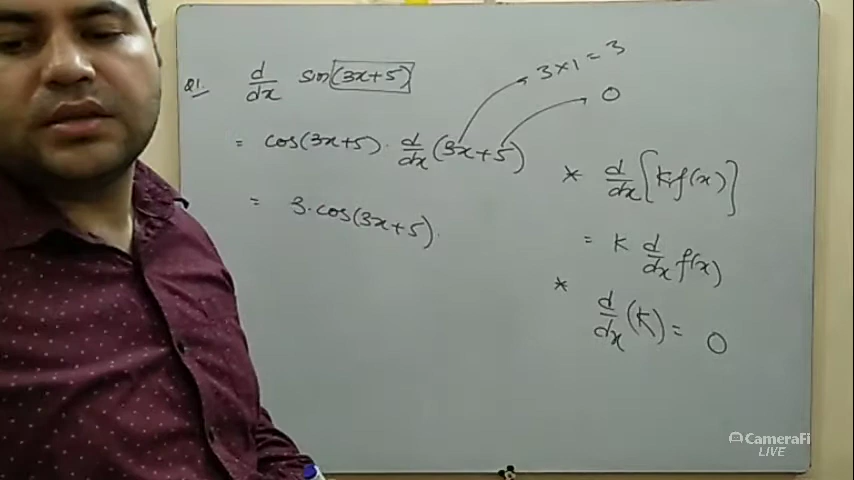 Q1. d/dx sin(3x+5)
= cos(3x+5) · d/dx (3x+5)
3×1 = 3
0
= 3·cos(3x+5).
* d/dx [K f(x)]
= K d/dx f(x)
* d/dx (K) = 0
CameraFi
LIVE